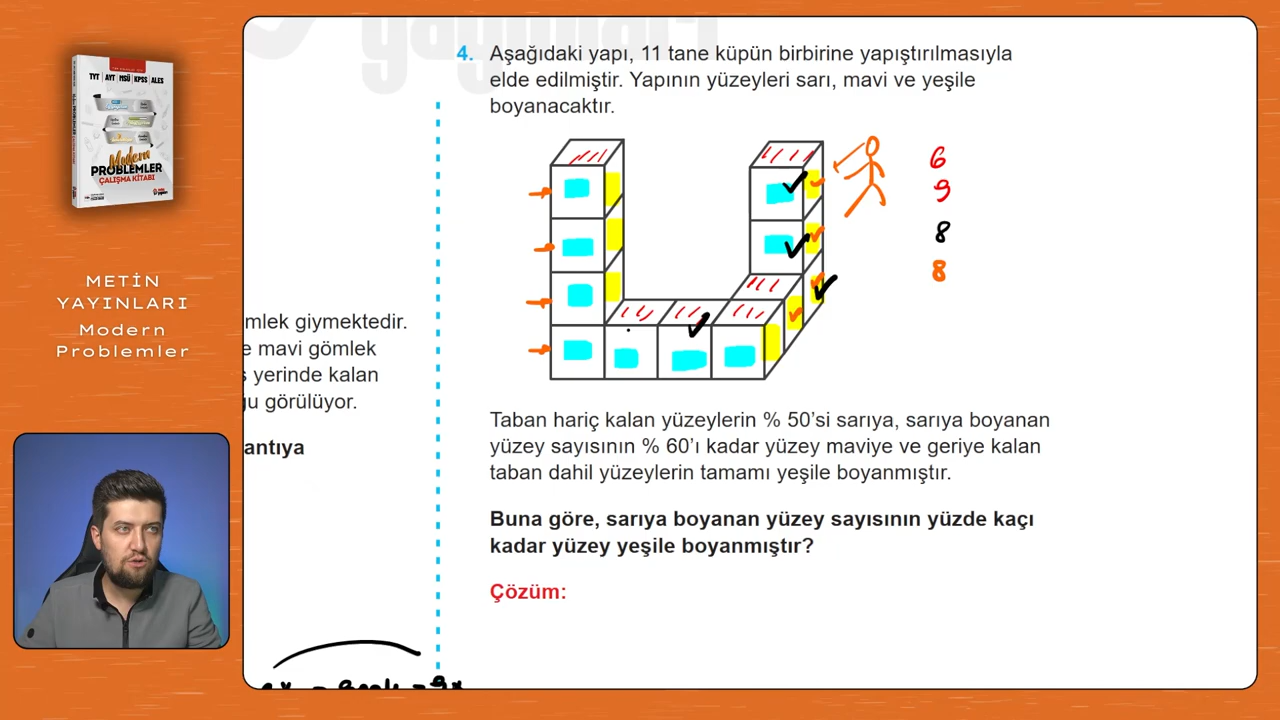 TYT AYT MSÜ KPSS ALES
Modern
PROBLEMLER
ÇALIŞMA KİTABI
METİN
YAYINLARI
Modern
Problemler
yayınları
mlek giymektedir.
e mavi gömlek
ş yerinde kalan
ğu görülüyor.
antıya
4. Aşağıdaki yapı, 11 tane küpün birbirine yapıştırılmasıyla
elde edilmiştir. Yapının yüzeyleri sarı, mavi ve yeşile
boyanacaktır.
6
9
8
8
Taban hariç kalan yüzeylerin % 50'si sarıya, sarıya boyanan
yüzey sayısının % 60'ı kadar yüzey maviye ve geriye kalan
taban dahil yüzeylerin tamamı yeşile boyanmıştır.
Buna göre, sarıya boyanan yüzey sayısının yüzde kaçı
kadar yüzey yeşile boyanmıştır?
Çözüm: